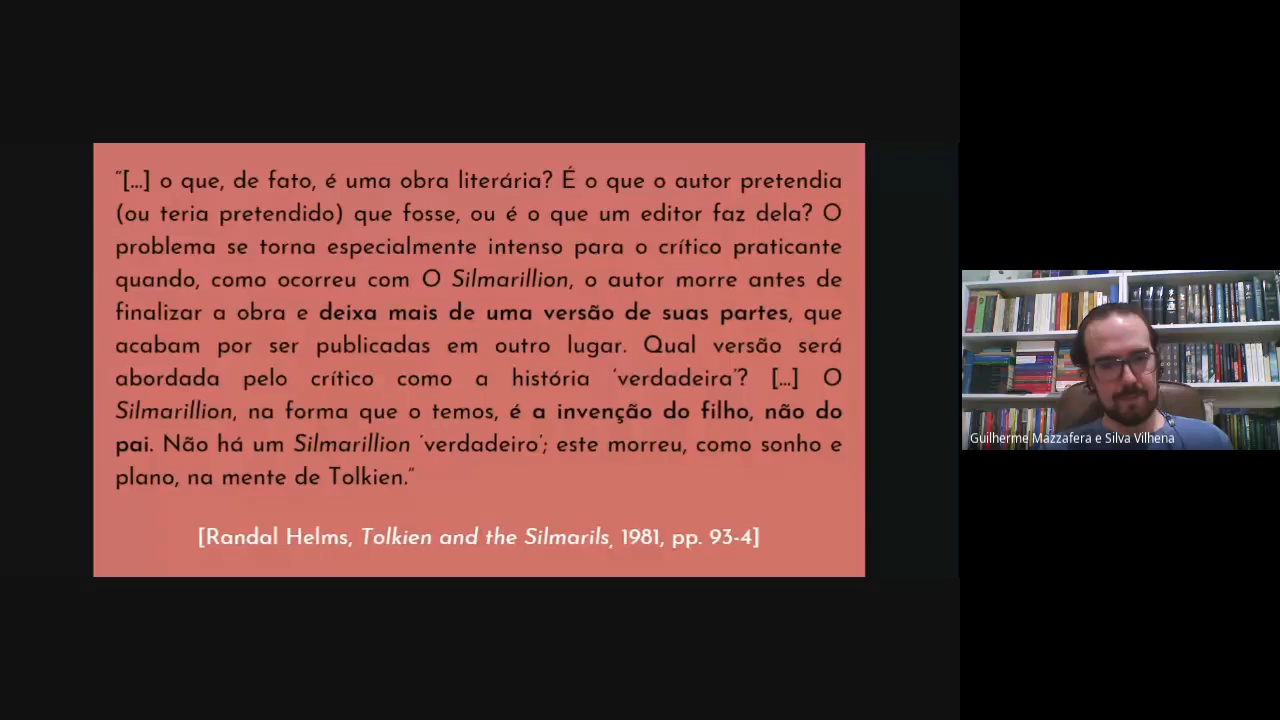 “[...] o que, de fato, é uma obra literária? É o que o autor pretendia
(ou teria pretendido) que fosse, ou é o que um editor faz dela? O
problema se torna especialmente intenso para o crítico praticante
quando, como ocorreu com O Silmarillion, o autor morre antes de
finalizar a obra e deixa mais de uma versão de suas partes, que
acabam por ser publicadas em outro lugar. Qual versão será
abordada pelo crítico como a história ‘verdadeira’? [...] O
Silmarillion, na forma que o temos, é a invenção do filho, não do
pai. Não há um Silmarillion ‘verdadeiro’; este morreu, como sonho e
plano, na mente de Tolkien.”
[Randal Helms, Tolkien and the Silmarils, 1981, pp. 93-4]
Guilherme Mazzafera e Silva Vilhena